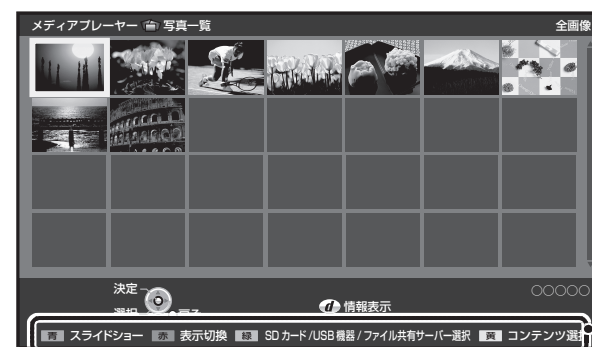 メディアプレーヤー 写真一覧 全画像
決定
選択 戻る
d 情報表示 ○○○○○
青 スライドショー 赤 表示切換 緑 SDカード/USB機器/ファイル共有サーバー選択 黄 コンテンツ選